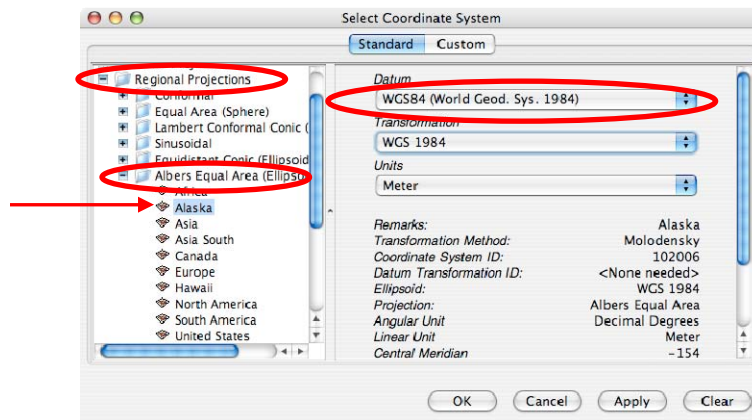 Select Coordinate System
Standard
Custom
Regional Projections
Conformal
Equal Area (Sphere)
Lambert Conformal Conic (
Sinusoidal
Equidistant Conic (Ellipsoid
Albers Equal Area (Ellipso
Africa
Alaska
Asia
Asia South
Canada
Europe
Hawaii
North America
South America
United States
Datum
WGS84 (World Geod. Sys. 1984)
Transformation
WGS 1984
Units
Meter
Remarks: Alaska
Transformation Method: Molodensky
Coordinate System ID: 102006
Datum Transformation ID: <None needed>
Ellipsoid: WGS 1984
Projection: Albers Equal Area
Angular Unit Decimal Degrees
Linear Unit Meter
Central Meridian -154
OK
Cancel
Apply
Clear